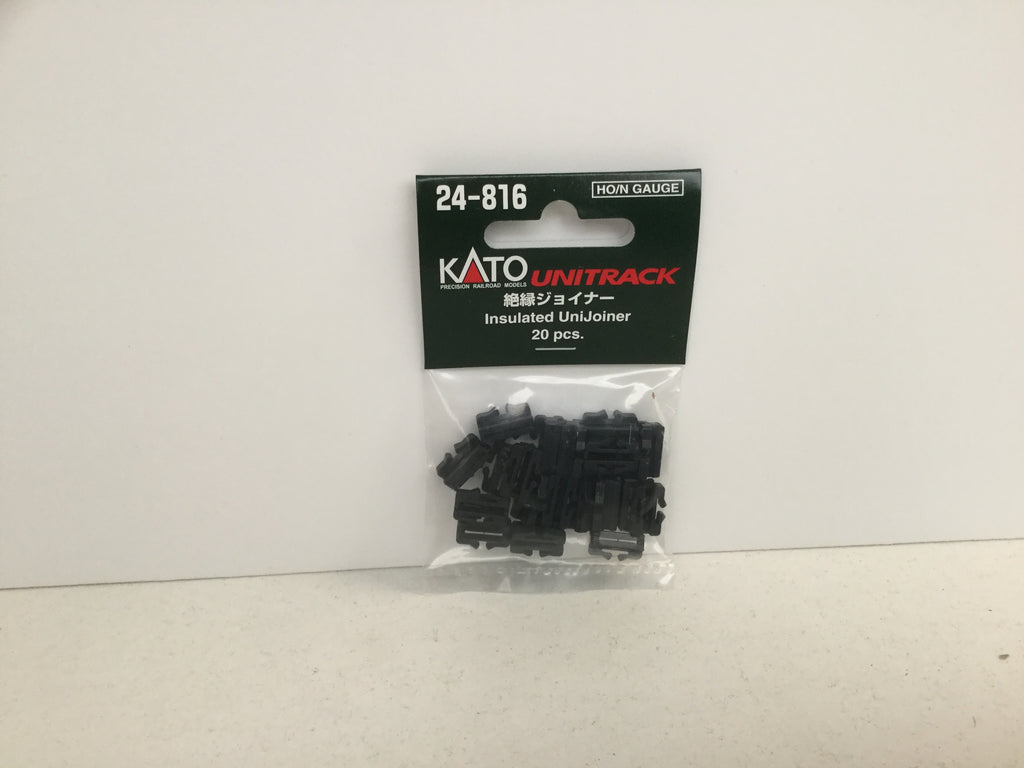 24-816
HO/N GAUGE
KATO UNITRACK
PRECISION RAILROAD MODELS
絶縁ジョイナー
Insulated UniJoiner
20 pcs.